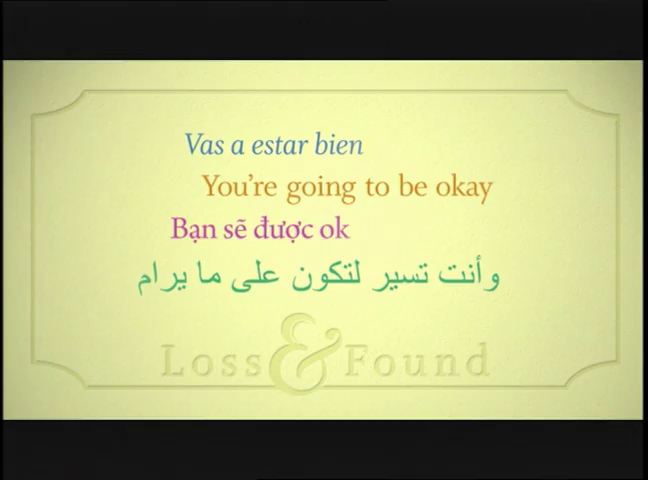 Vas a estar bien
You're going to be okay
Bạn sẽ được ok
وأنت تسير لتكون على ما يرام
Loss & Found